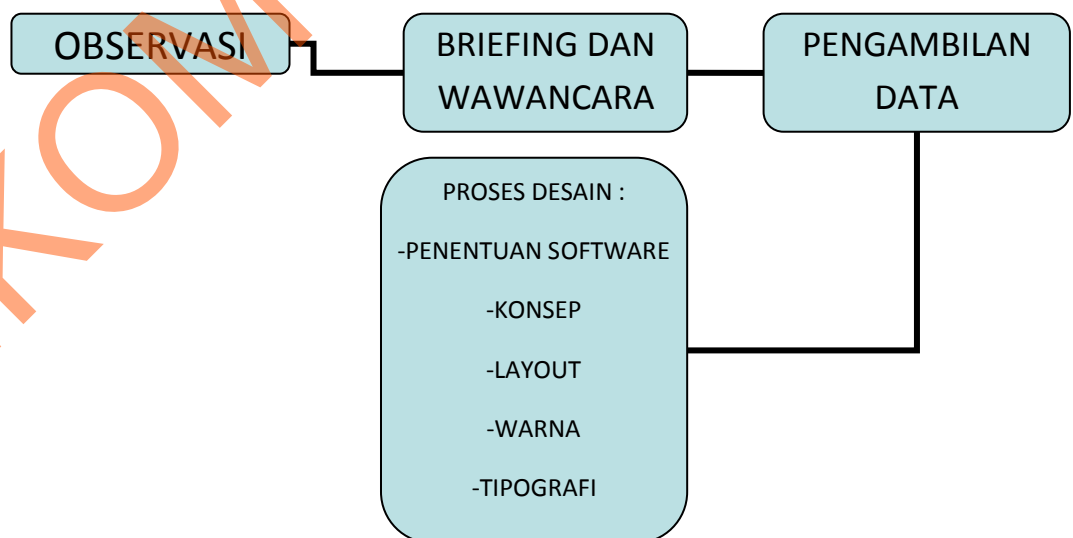 OBSERVASI
BRIEFING DAN
WAWANCARA
PENGAMBILAN
DATA
PROSES DESAIN :
-PENENTUAN SOFTWARE
-KONSEP
-LAYOUT
-WARNA
-TIPOGRAFI